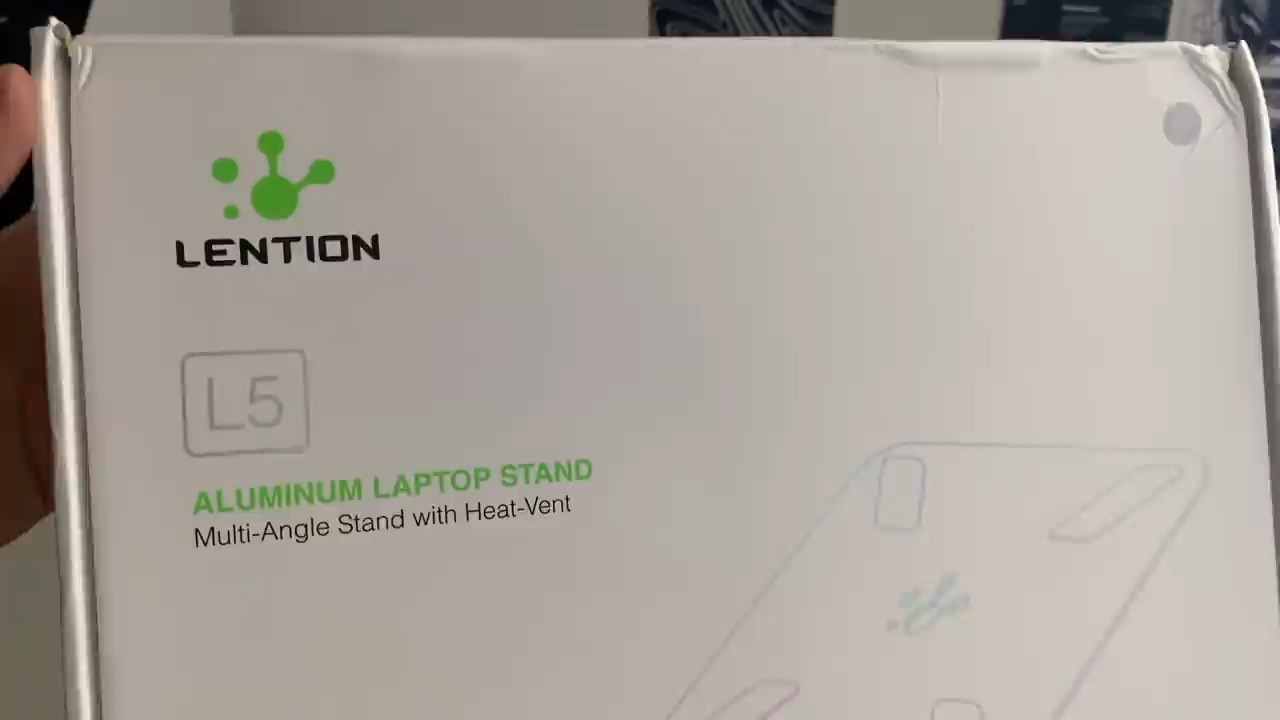 LENTION
L5
ALUMINUM LAPTOP STAND
Multi-Angle Stand with Heat-Vent